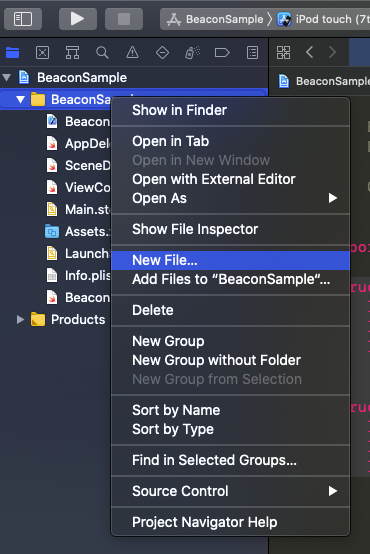 BeaconSample
iPod touch (7t
BeaconSample
BeaconSample
BeaconSam
Beacon
AppDele
SceneD
ViewCo
Main.sto
Assets.
Launch
Info.plis
Beacon
Products
Show in Finder
Open in Tab
Open in New Window
Open with External Editor
Open As
Show File Inspector
New File...
Add Files to “BeaconSample“...
Delete
New Group
New Group without Folder
New Group from Selection
Sort by Name
Sort by Type
Find in Selected Groups...
Source Control
Project Navigator Help